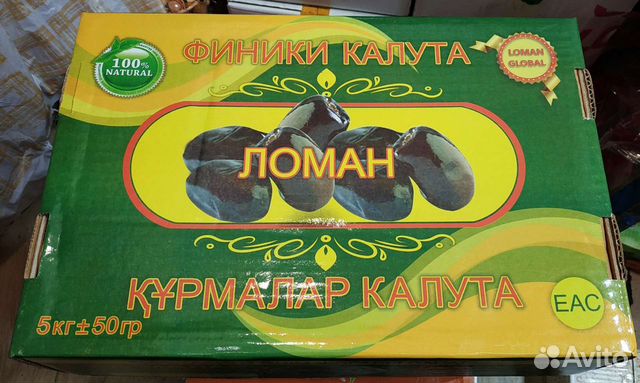 ФИНИКИ КАЛУТА
100%
NATURAL
LOMAN
GLOBAL
ЛОМАН
ҚҰРМАЛАР КАЛУТА
5кг±50гр
EAC
Avito